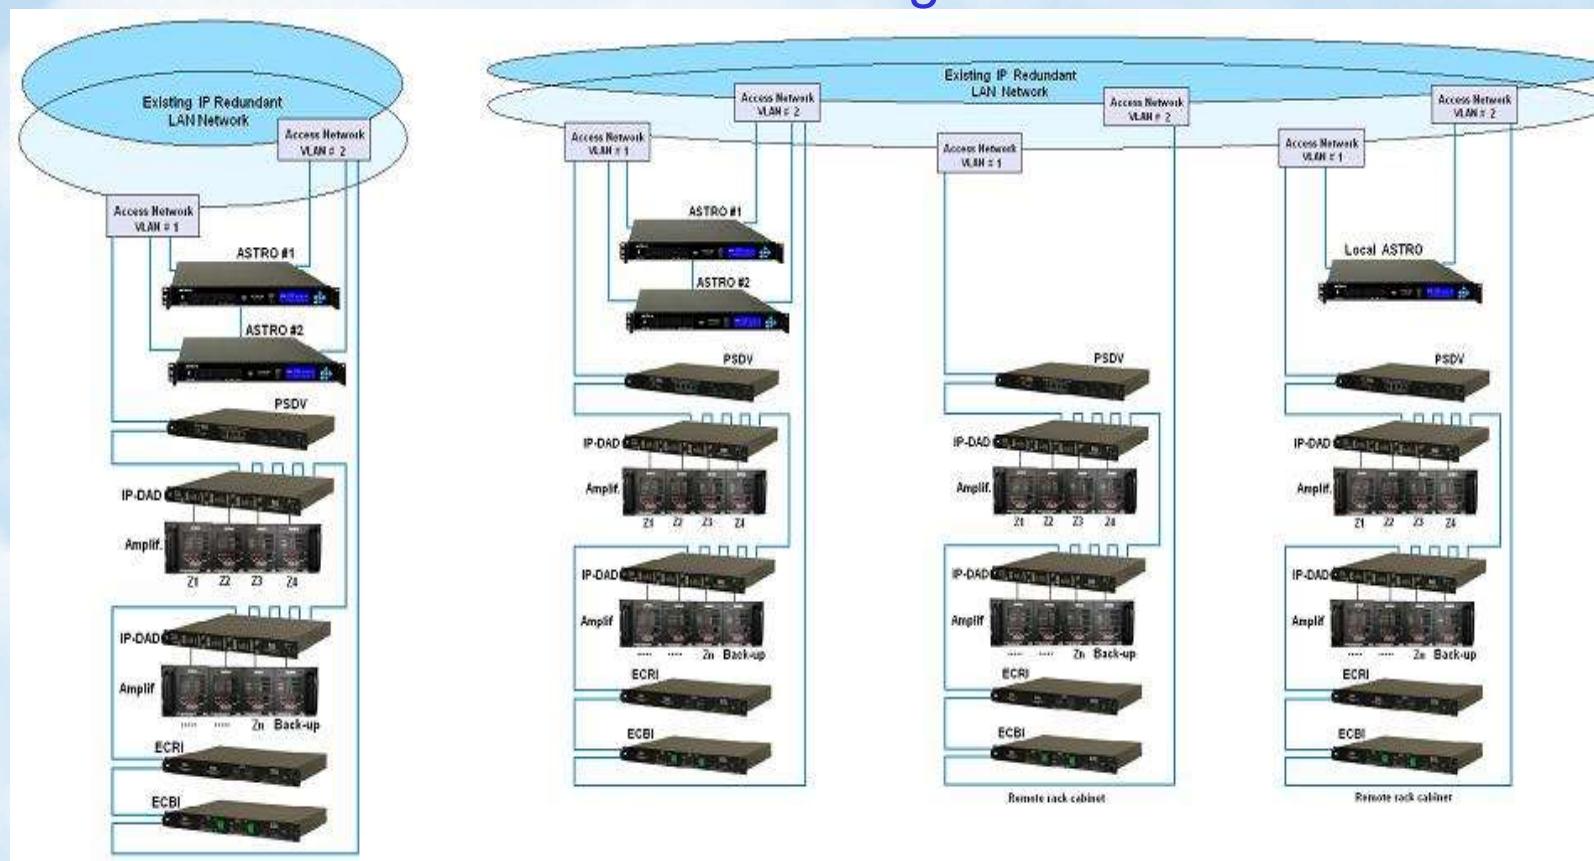 Existing IP Redundant
LAN Network
Access Network
VLAN # 2
Access Network
VLAN # 1
ASTRO #1
ASTRO #2
PSDV
IP-DAD
Amplif.
Z1 Z2 Z3 Z4
IP-DAD
Amplif
..... ..... Zn Back-up
ECRI
ECBI
Existing IP Redundant
LAN Network
Access Network
VLAN # 2
Access Network
VLAN # 1
ASTRO #1
ASTRO #2
PSDV
IP-DAD
Amplif.
Z1 Z2 Z3 Z4
IP-DAD
Amplif
..... ..... Zn Back-up
ECRI
ECBI
Access Network
VLAN # 2
Access Network
VLAN # 1
PSDV
IP-DAD
Amplif.
Z1 Z2 Z3 Z4
IP-DAD
Amplif
..... ..... Zn Back-up
ECRI
ECBI
Remote rack cabinet
Access Network
VLAN # 2
Access Network
VLAN # 1
Local ASTRO
PSDV
IP-DAD
Amplif.
Z1 Z2 Z3 Z4
IP-DAD
Amplif
..... ..... Zn Back-up
ECRI
ECBI
Remote rack cabinet